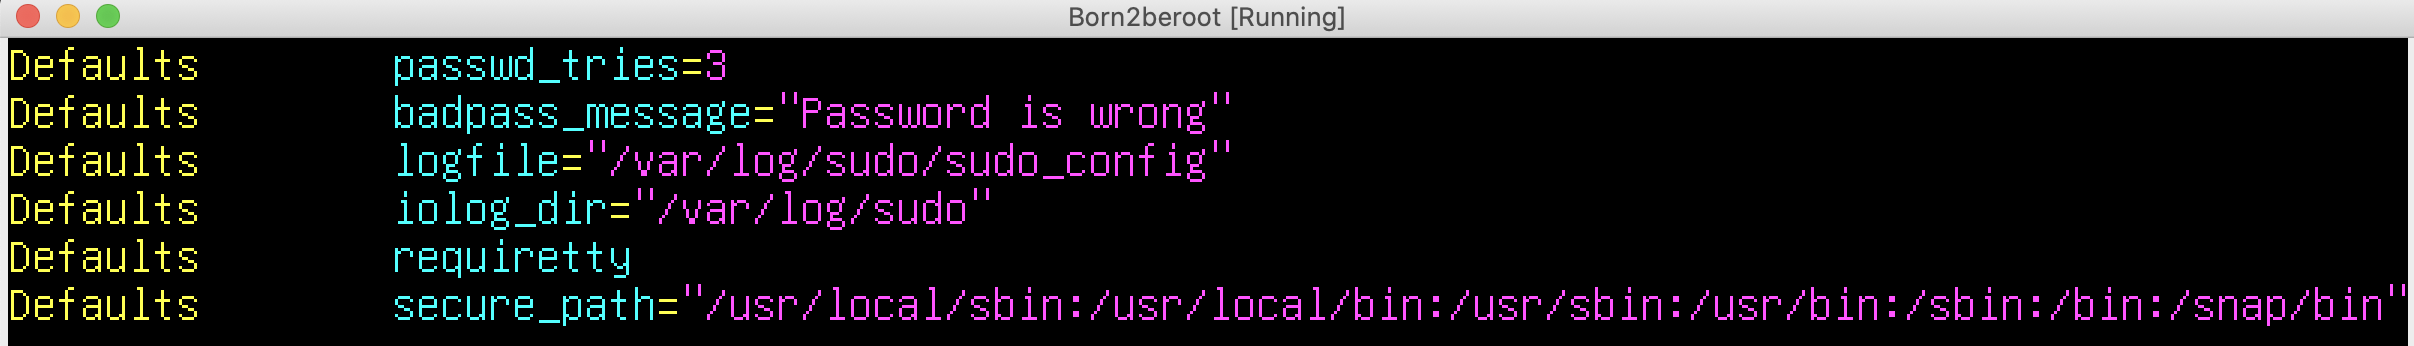 Born2beroot [Running]
Defaults        passwd_tries=3
Defaults        badpass_message="Password is wrong"
Defaults        logfile="/var/log/sudo/sudo_config"
Defaults        iolog_dir="/var/log/sudo"
Defaults        requiretty
Defaults        secure_path="/usr/local/sbin:/usr/local/bin:/usr/sbin:/usr/bin:/sbin:/bin:/snap/bin"